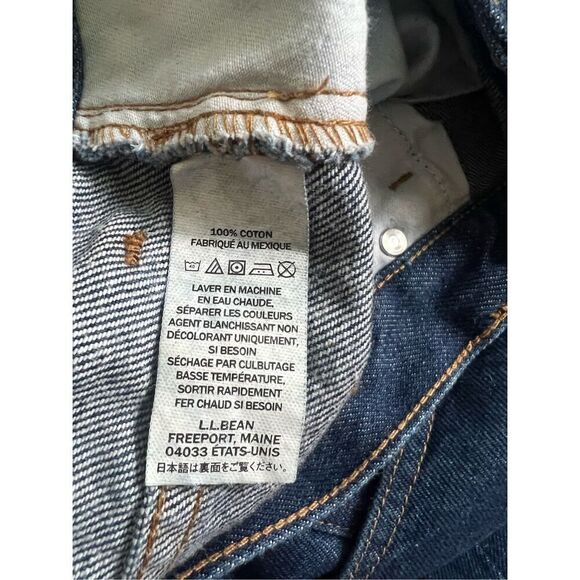 100% COTON
FABRIQUÉ AU MEXIQUE
LAVER EN MACHINE
EN EAU CHAUDE,
SÉPARER LES COULEURS
AGENT BLANCHISSANT NON
DÉCOLORANT UNIQUEMENT,
SI BESOIN
SÉCHAGE PAR CULBUTAGE
BASSE TEMPÉRATURE,
SORTIR RAPIDEMENT
FER CHAUD SI BESOIN
L.L.BEAN
FREEPORT, MAINE
04033 ÉTATS-UNIS
日本語は裏面をご覧ください。